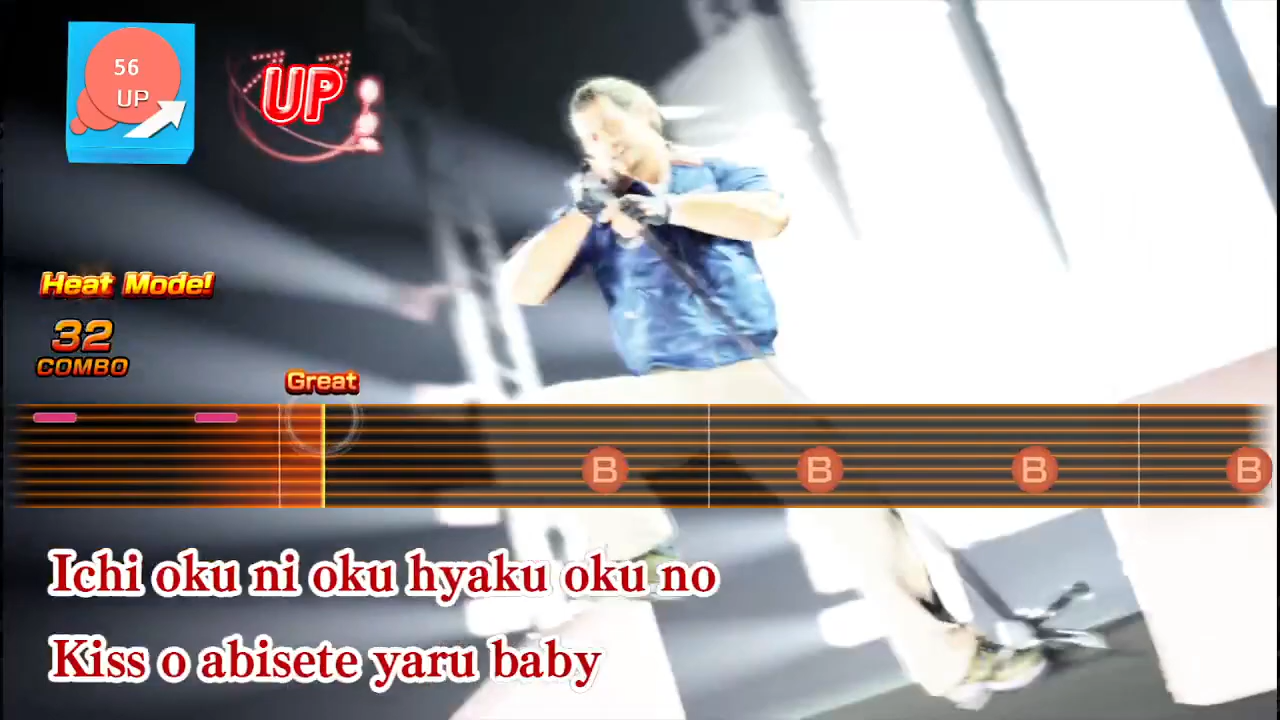 56
UP
UP
Heat Mode!
32
COMBO
Great
B B B B
Ichi oku ni oku hyaku oku no
Kiss o abisete yaru baby